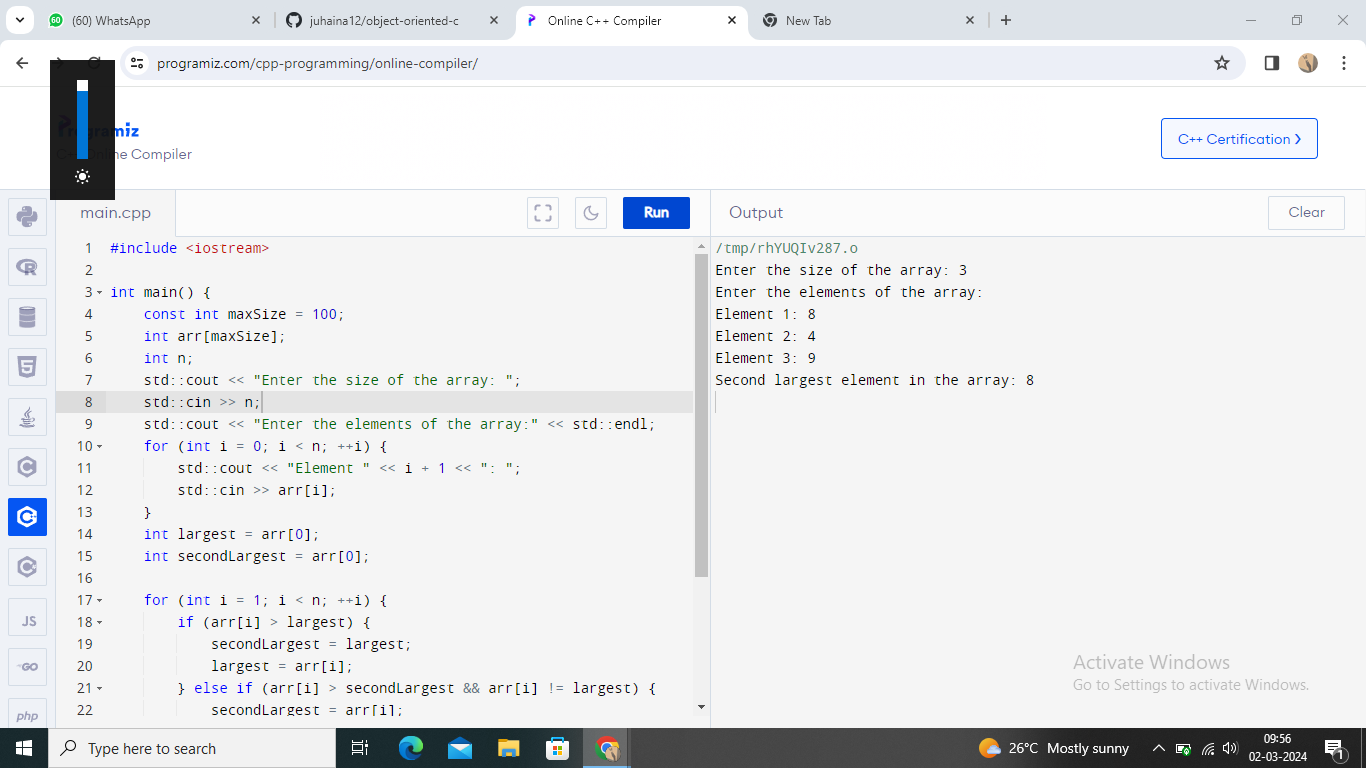 (60) WhatsApp
juhaina12/object-oriented-c
Online C++ Compiler
New Tab
programiz.com/cpp-programming/online-compiler/
Programiz
C++ Online Compiler
C++ Certification
main.cpp
Run
Output
Clear
1 #include <iostream>
2
3 int main() {
4 const int maxSize = 100;
5 int arr[maxSize];
6 int n;
7 std::cout << "Enter the size of the array: ";
8 std::cin >> n;
9 std::cout << "Enter the elements of the array:" << std::endl;
10 for (int i = 0; i < n; ++i) {
11 std::cout << "Element " << i + 1 << ": ";
12 std::cin >> arr[i];
13 }
14 int largest = arr[0];
15 int secondLargest = arr[0];
16
17 for (int i = 1; i < n; ++i) {
18 if (arr[i] > largest) {
19 secondLargest = largest;
20 largest = arr[i];
21 } else if (arr[i] > secondLargest && arr[i] != largest) {
22 secondLargest = arr[i];
/tmp/rhYUQIv287.o
Enter the size of the array: 3
Enter the elements of the array:
Element 1: 8
Element 2: 4
Element 3: 9
Second largest element in the array: 8
JS
GO
php
Activate Windows
Go to Settings to activate Windows.
Type here to search
26°C Mostly sunny
09:56
02-03-2024
1